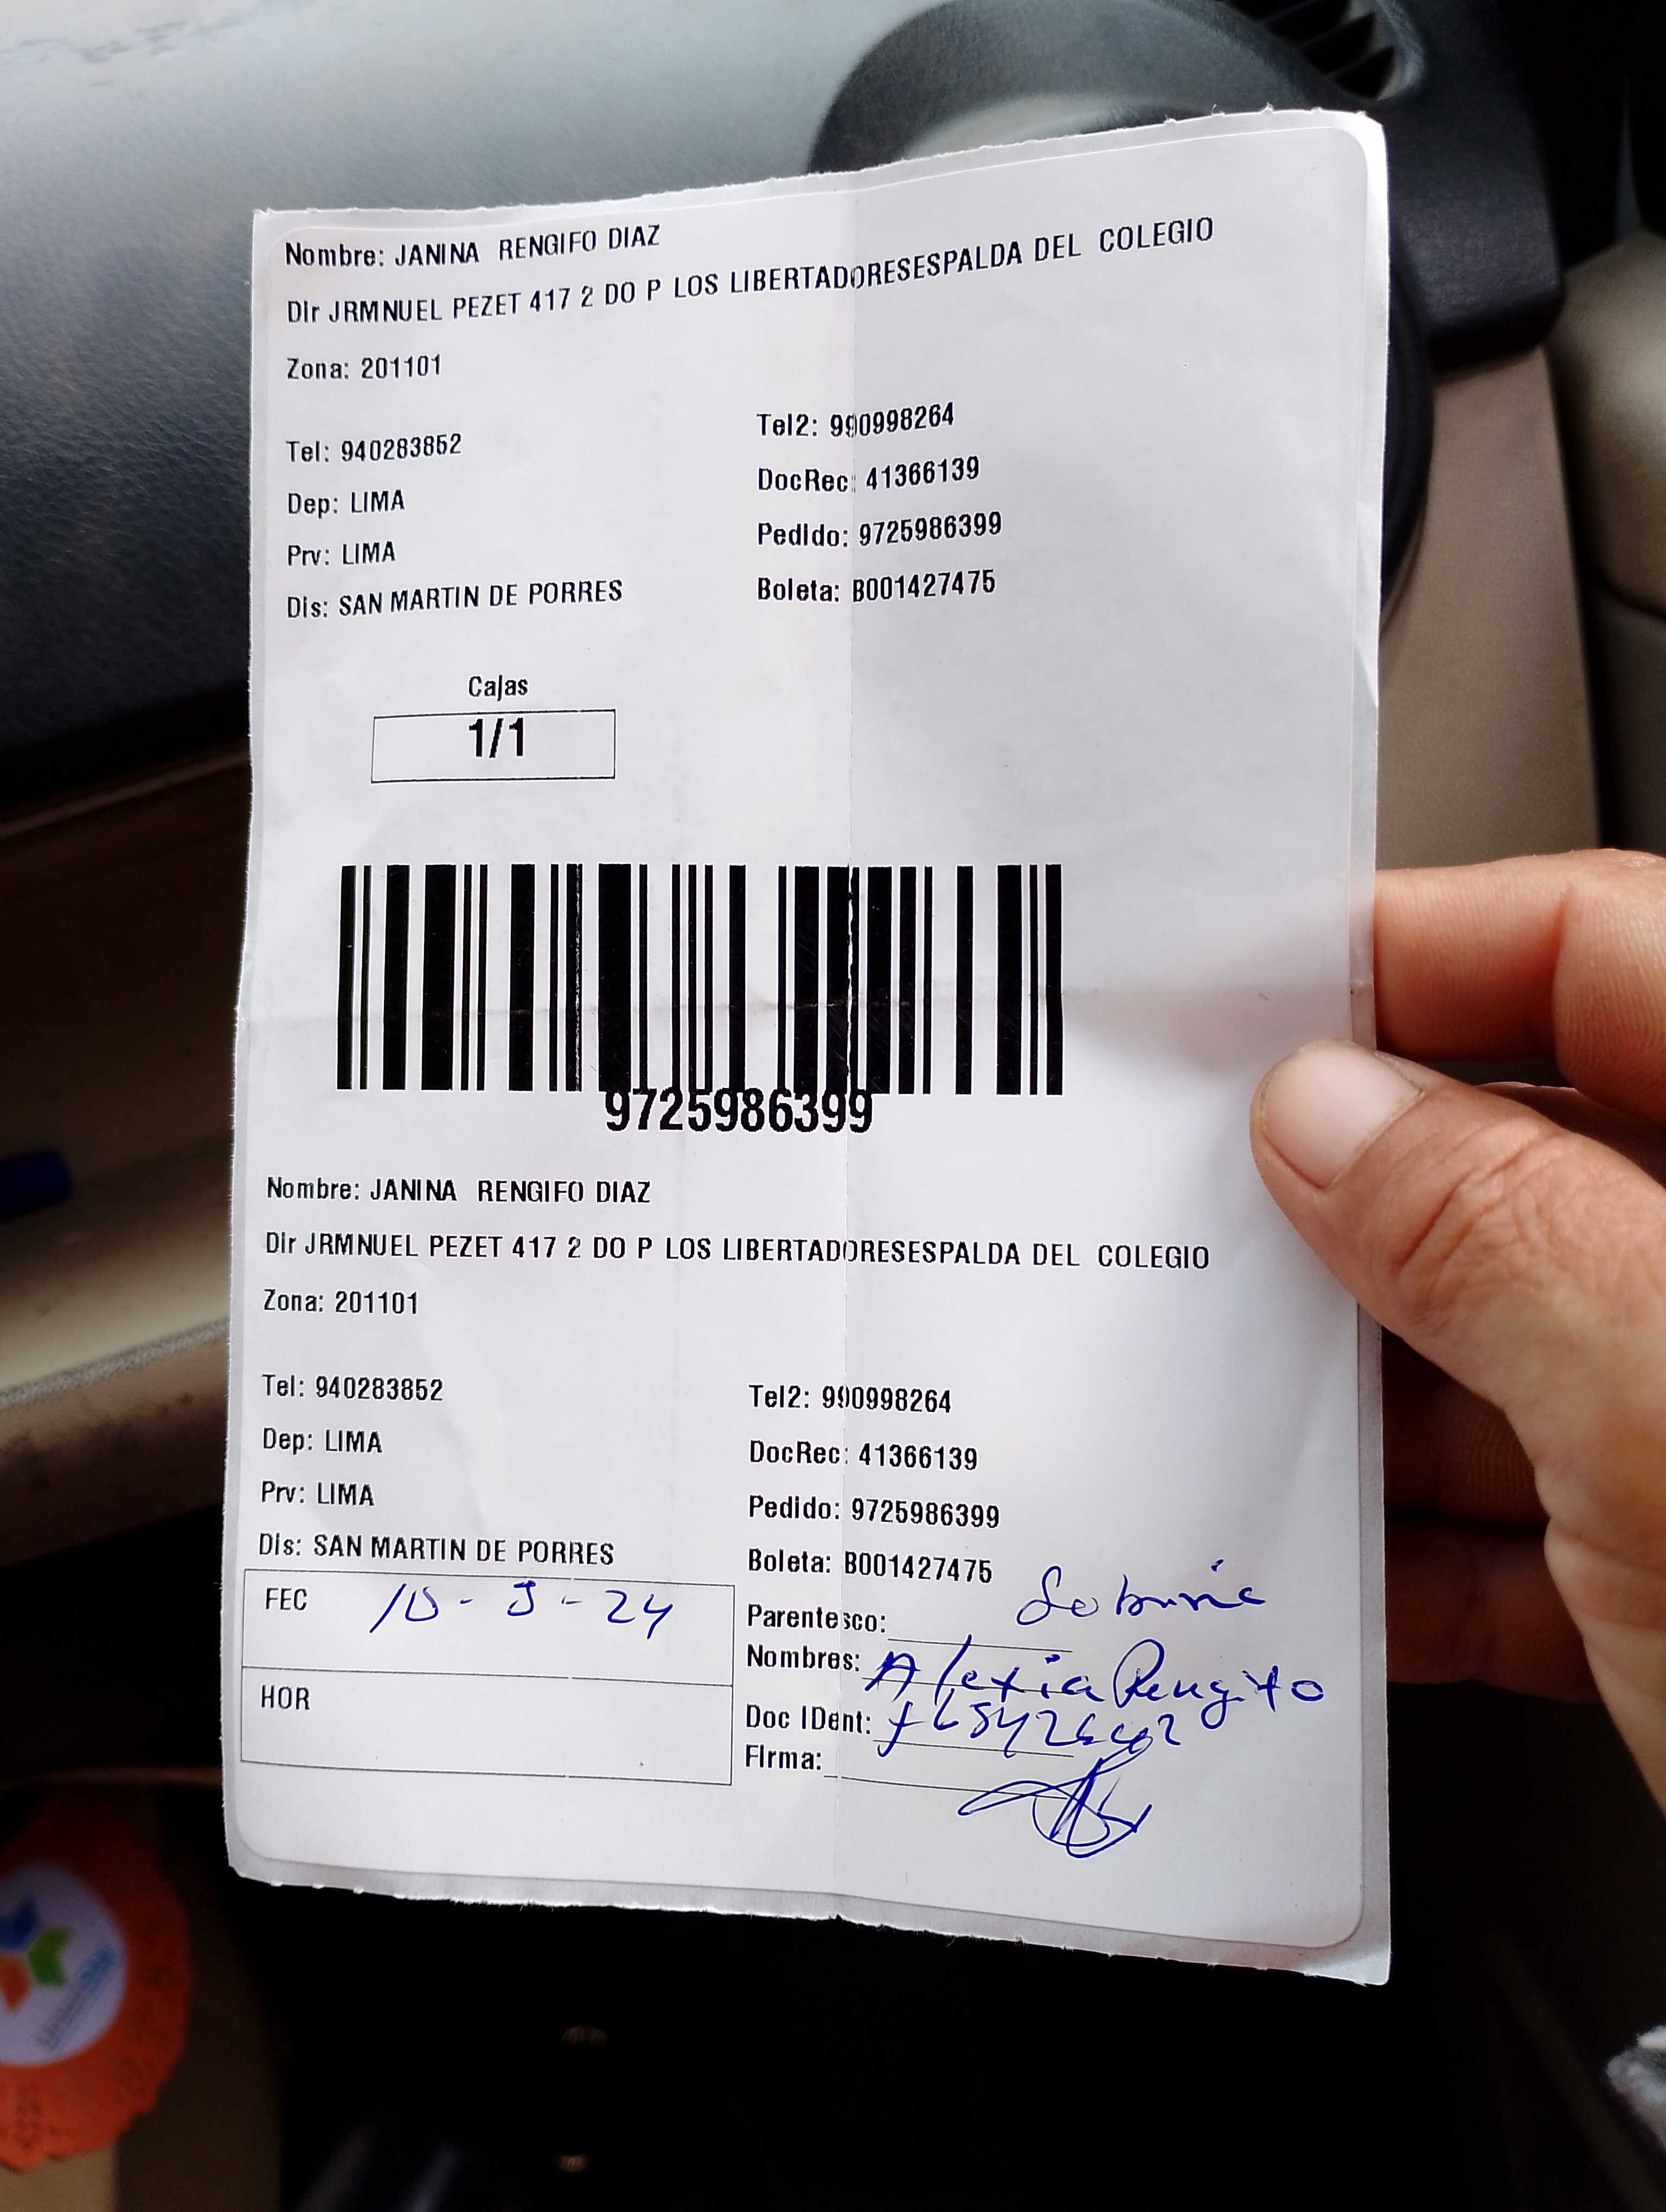 Nombre: JANINA RENGIFO DIAZ
Dir JRMNUEL PEZET 417 2 DO P LOS LIBERTADORESESPALDA DEL COLEGIO
Zona: 201101
Tel: 940283852 Tel2: 990998264
Dep: LIMA DocRec: 41366139
Prv: LIMA Pedido: 9725986399
Dis: SAN MARTIN DE PORRES Boleta: B001427475
Cajas
1/1
9725986399
Nombre: JANINA RENGIFO DIAZ
Dir JRMNUEL PEZET 417 2 DO P LOS LIBERTADORESESPALDA DEL COLEGIO
Zona: 201101
Tel: 940283852 Tel2: 990998264
Dep: LIMA DocRec: 41366139
Prv: LIMA Pedido: 9725986399
Dis: SAN MARTIN DE PORRES Boleta: B001427475
FEC
Parentesco:
Nombres: Alexia Rengifo
HOR
Doc IDent:
Firma: